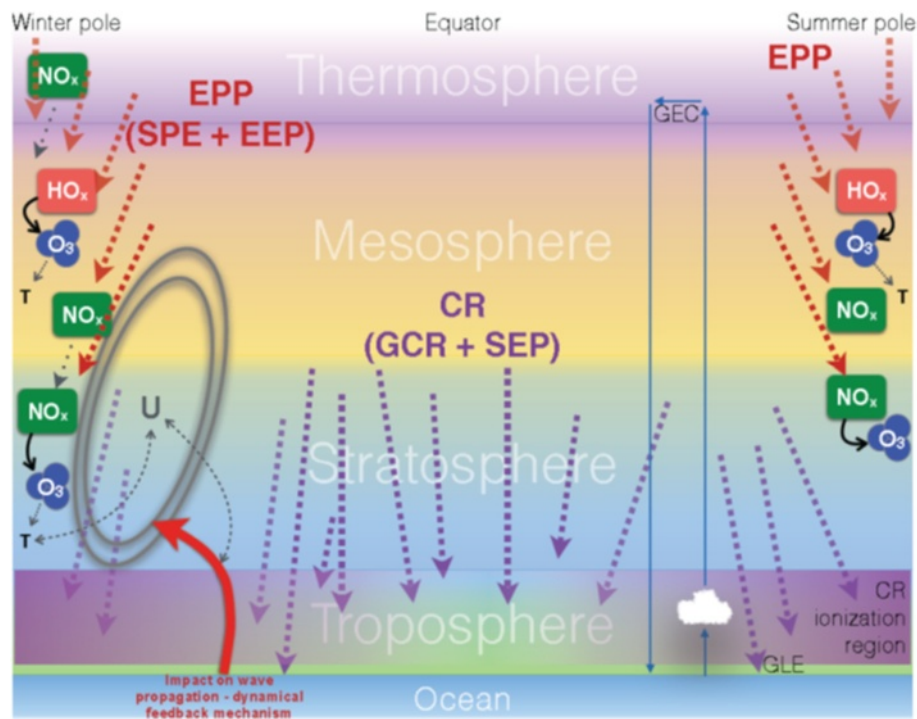 Winter pole
Equator
Summer pole
Thermosphere
NOₓ
EPP
(SPE + EEP)
EPP
GEC
HOₓ
O₃
T
NOₓ
NOₓ
O₃
T
Mesosphere
CR
(GCR + SEP)
HOₓ
O₃
T
NOₓ
NOₓ
O₃
U
Stratosphere
Troposphere
CR
ionization
region
GLE
Impact on wave
propagation - dynamical
feedback mechanism
Ocean